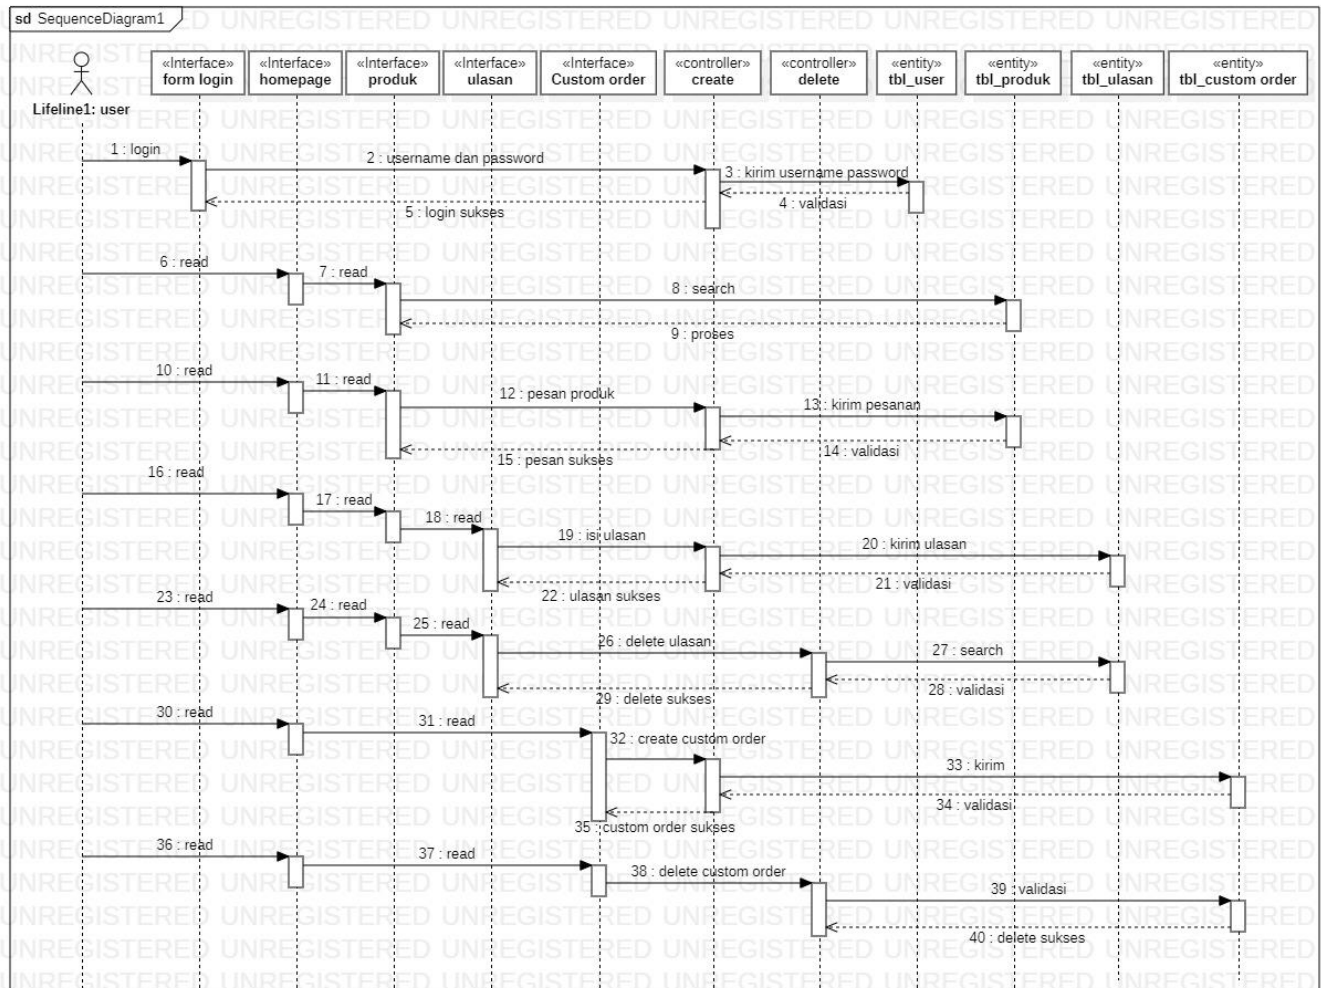 sd SequenceDiagram1
Lifeline1: user
«Interface»
form login
«Interface»
homepage
«Interface»
produk
«Interface»
ulasan
«Interface»
Custom order
«controller»
create
«controller»
delete
«entity»
tbl_user
«entity»
tbl_produk
«entity»
tbl_ulasan
«entity»
tbl_custom order
1 : login
2 : username dan password
3 : kirim username password
4 : validasi
5 : login sukses
6 : read
7 : read
8 : search
9 : proses
10 : read
11 : read
12 : pesan produk
13 : kirim pesanan
14 : validasi
15 : pesan sukses
16 : read
17 : read
18 : read
19 : isi ulasan
20 : kirim ulasan
21 : validasi
22 : ulasan sukses
23 : read
24 : read
25 : read
26 : delete ulasan
27 : search
28 : validasi
29 : delete sukses
30 : read
31 : read
32 : create custom order
33 : kirim
34 : validasi
35 : custom order sukses
36 : read
37 : read
38 : delete custom order
39 : validasi
40 : delete sukses
UNREGISTERED